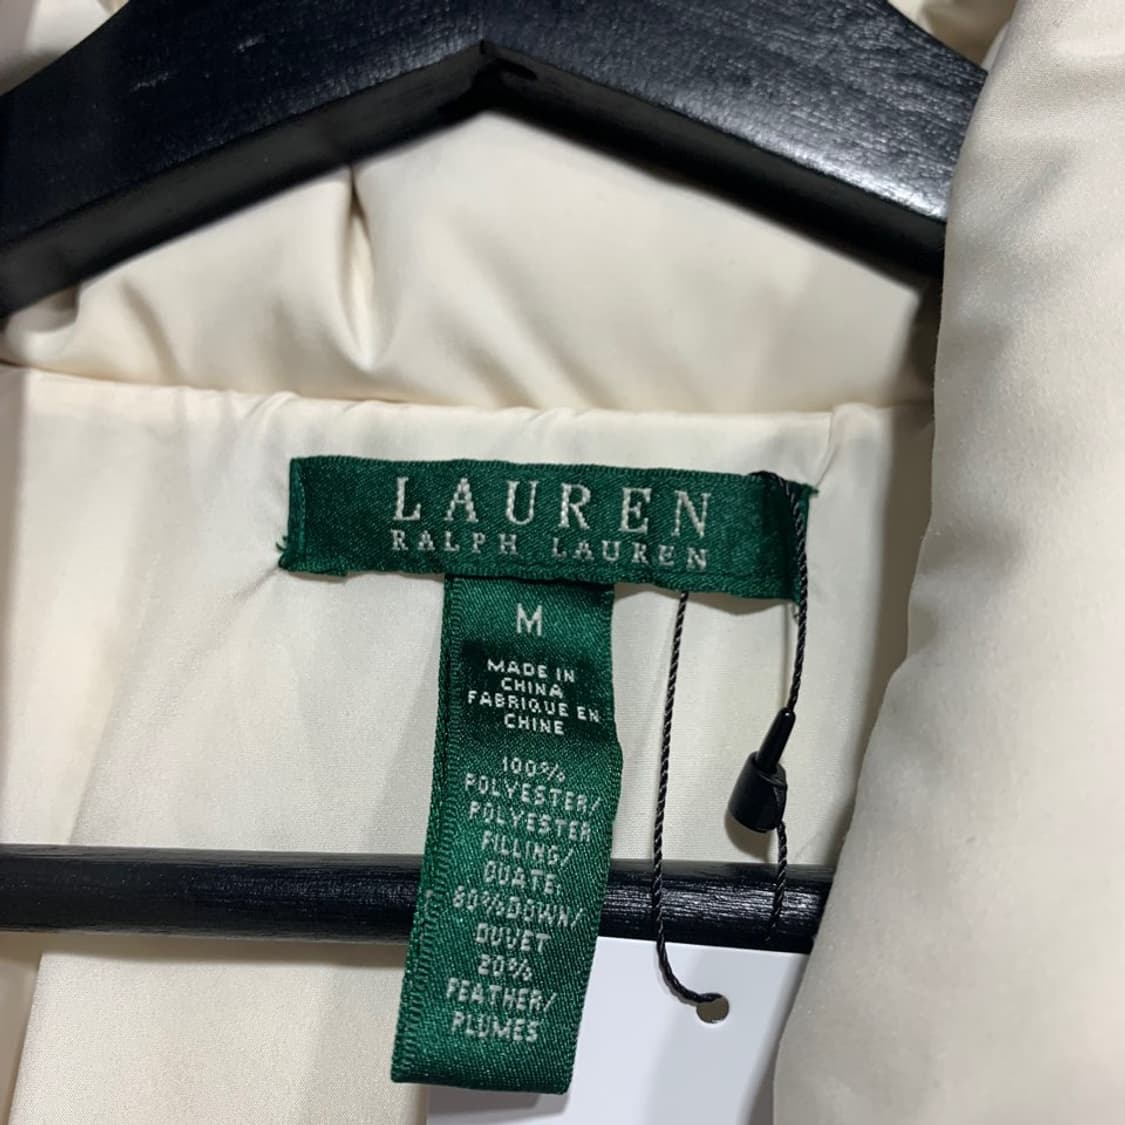 LAUREN
RALPH LAUREN
M
MADE IN
CHINA
FABRIQUE EN
CHINE
100%
POLYESTER/
POLYESTER
FILLING/
OUATE:
80%DOWN/
DUVET
20%
FEATHER/
PLUMES